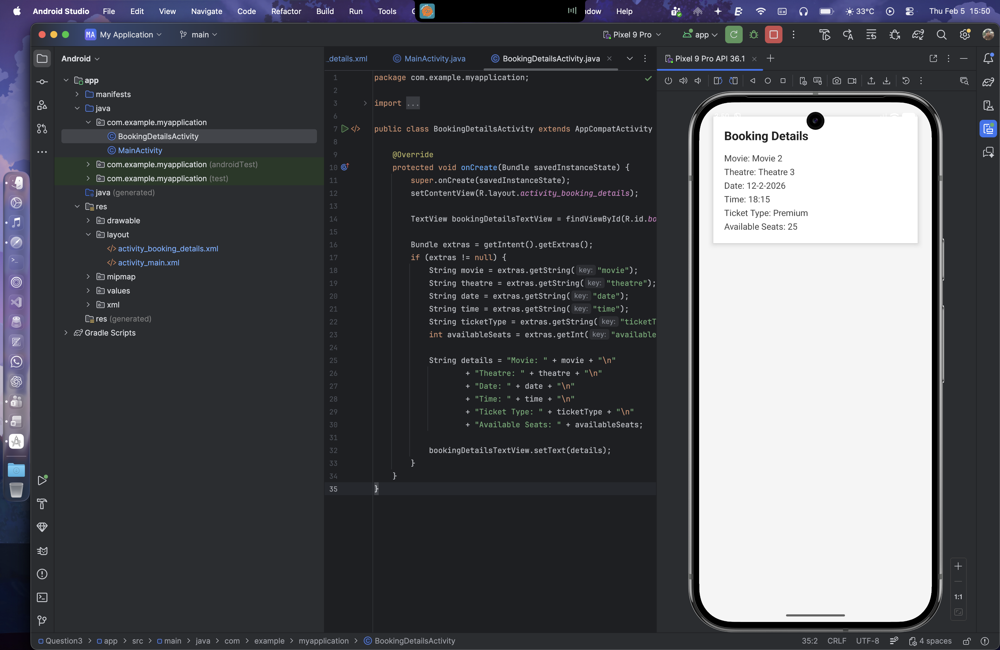 Android Studio File Edit View Navigate Code Refactor Build Run Tools Help 33°C Thu Feb 5 15:50
MA My Application main Pixel 9 Pro app
Android
app
manifests
java
com.example.myapplication
BookingDetailsActivity
MainActivity
com.example.myapplication (androidTest)
com.example.myapplication (test)
java (generated)
res
drawable
layout
activity_booking_details.xml
activity_main.xml
mipmap
values
xml
res (generated)
Gradle Scripts
_details.xml MainActivity.java BookingDetailsActivity.java
1 package com.example.myapplication;
2
3 import ...
6
7 public class BookingDetailsActivity extends AppCompatActivity
8
9 @Override
10 protected void onCreate(Bundle savedInstanceState) {
11 super.onCreate(savedInstanceState);
12 setContentView(R.layout.activity_booking_details);
13
14 TextView bookingDetailsTextView = findViewById(R.id.bo
15
16 Bundle extras = getIntent().getExtras();
17 if (extras != null) {
18 String movie = extras.getString( key: "movie");
19 String theatre = extras.getString( key: "theatre");
20 String date = extras.getString( key: "date");
21 String time = extras.getString( key: "time");
22 String ticketType = extras.getString( key: "ticketT
23 int availableSeats = extras.getInt( key: "available
24
25 String details = "Movie: " + movie + "\n"
26 + "Theatre: " + theatre + "\n"
27 + "Date: " + date + "\n"
28 + "Time: " + time + "\n"
29 + "Ticket Type: " + ticketType + "\n"
30 + "Available Seats: " + availableSeats;
31
32 bookingDetailsTextView.setText(details);
33 }
34 }
35 }
Pixel 9 Pro API 36.1
Booking Details
Movie: Movie 2
Theatre: Theatre 3
Date: 12-2-2026
Time: 18:15
Ticket Type: Premium
Available Seats: 25
1:1
Question3 > app > src > main > java > com > example > myapplication > BookingDetailsActivity
35:2 CRLF UTF-8 4 spaces